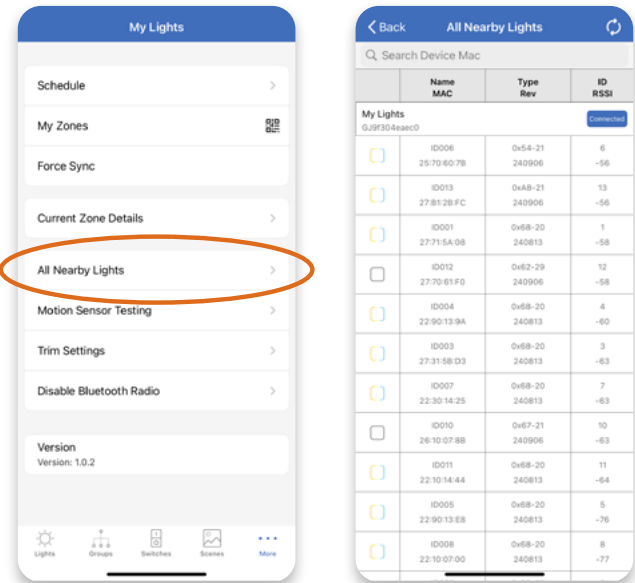 My Lights
Schedule
My Zones
Force Sync
Current Zone Details
All Nearby Lights
Motion Sensor Testing
Trim Settings
Disable Bluetooth Radio
Version
Version: 1.0.2
Lights Groups Switches Scenes More
Back All Nearby Lights
Search Device Mac
Name Type ID
MAC Rev RSSI
My Lights
GJ9f304eaec0 Connected
ID006 0x54-21 6
25:70:60:7B 240906 -56
ID013 0xA8-21 13
27:B1:2B:FC 240906 -56
ID001 0x68-20 1
27:71:5A:08 240813 -58
ID012 0x62-29 12
27:70:61:F0 240906 -58
ID004 0x68-20 4
22:90:13:9A 240813 -60
ID003 0x68-20 3
27:31:5B:D3 240813 -63
ID007 0x68-20 7
22:30:14:25 240813 -63
ID010 0x67-21 10
26:10:07:8B 240906 -63
ID011 0x68-20 11
22:10:14:44 240813 -64
ID005 0x68-20 5
22:90:13:E8 240813 -76
ID008 0x68-20 8
22:10:07:00 240813 -77